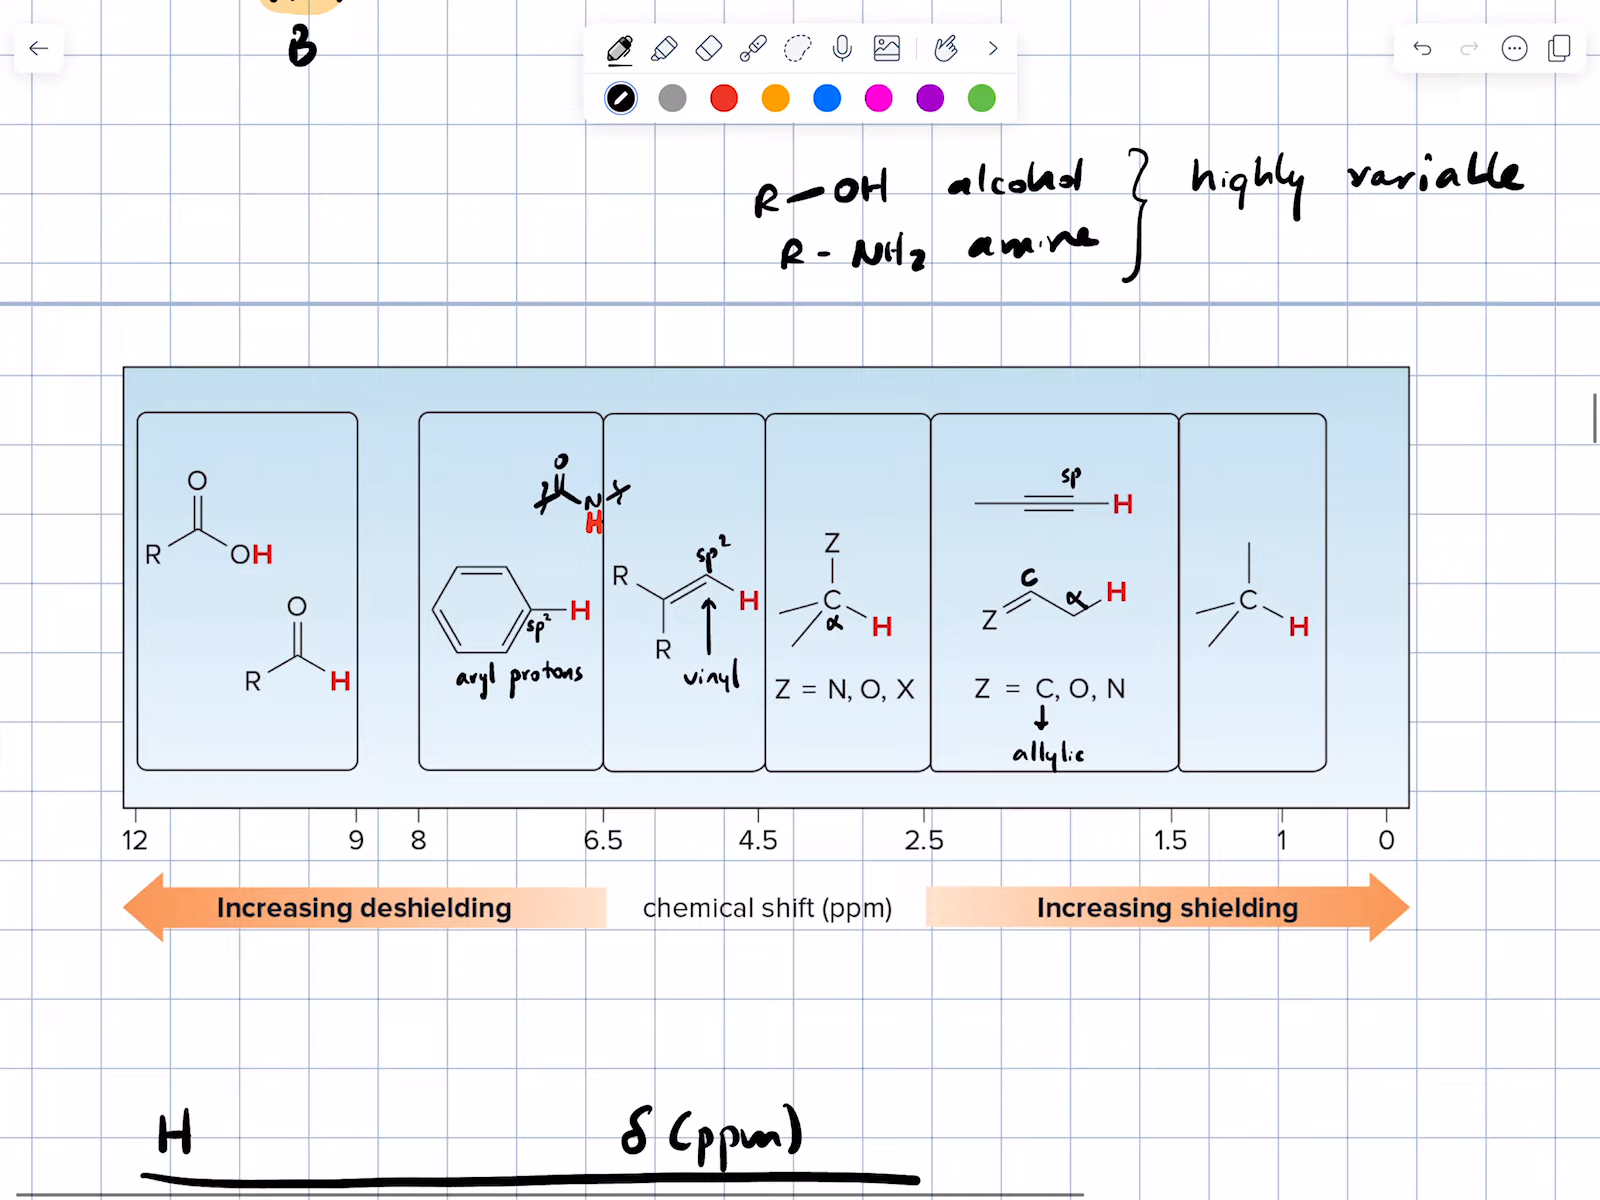 B
R-OH alcohol } highly variable
R-NH2 amine
O
R OH
O
R H
O
N
H
sp²
H
aryl protons
R
R
sp²
H
vinyl
Z
C
α
H
Z = N, O, X
sp
H
C
Z
α
H
Z = C, O, N
allylic
C
H
12 9 8 6.5 4.5 2.5 1.5 1 0
Increasing deshielding chemical shift (ppm) Increasing shielding
H δ (ppm)